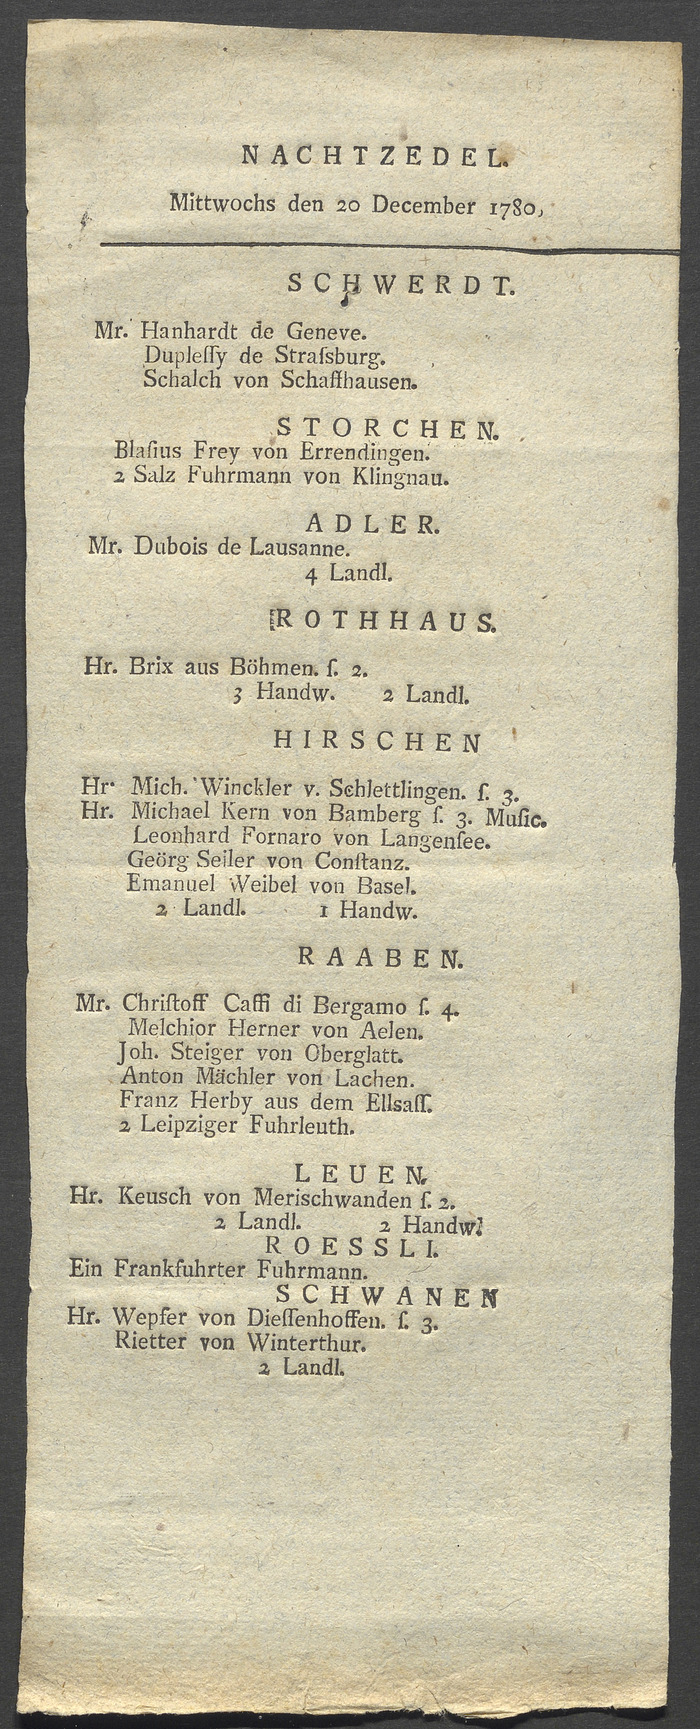 NACHTZEDEL.
Mittwochs den 20 December 1780,
SCHWERDT.
Mr. Hanhardt de Geneve.
Dupleſſy de Straſsburg.
Schalch von Schaffhausen.
STORCHEN.
Blaſius Frey von Errendingen.
2 Salz Fuhrmann von Klingnau.
ADLER.
Mr. Dubois de Lausanne.
4 Landl.
ROTHHAUS.
Hr. Brix aus Böhmen. ſ. 2.
3 Handw. 2 Landl.
HIRSCHEN
Hr. Mich. Winckler v. Schlettlingen. ſ. 3.
Hr. Michael Kern von Bamberg ſ. 3. Muſic.
Leonhard Fornaro von Langenſee.
Geörg Seiler von Conſtanz.
Emanuel Weibel von Basel.
2 Landl. 1 Handw.
RAABEN.
Mr. Chriſtoff Caffi di Bergamo ſ. 4.
Melchior Herner von Aelen.
Joh. Steiger von Oberglatt.
Anton Mächler von Lachen.
Franz Herby aus dem Ellsaſſ.
2 Leipziger Fuhrleuth.
LEUEN.
Hr. Keusch von Merischwanden ſ. 2.
2 Landl. 2 Handw.
ROESSLI.
Ein Frankfuhrter Fuhrmann.
SCHWANEN
Hr. Wepfer von Dieſſenhoffen. ſ. 3.
Rietter von Winterthur.
2 Landl.